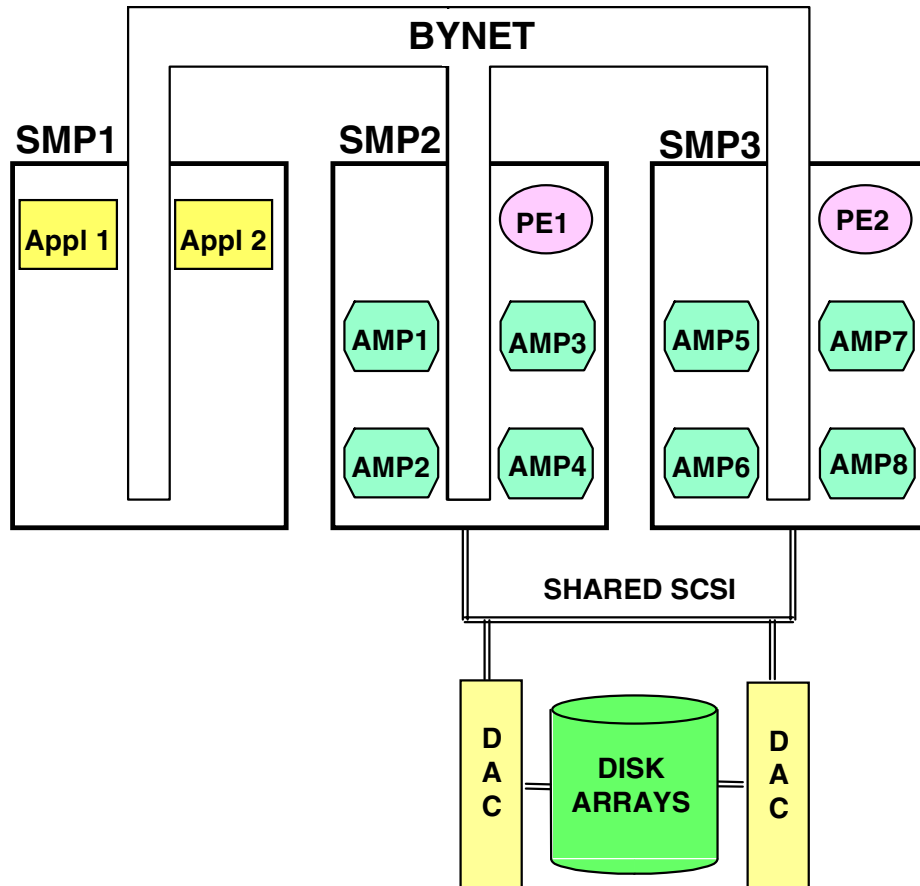 BYNET
SMP1
SMP2
SMP3
Appl 1
Appl 2
PE1
PE2
AMP1
AMP3
AMP5
AMP7
AMP2
AMP4
AMP6
AMP8
SHARED SCSI
D
A
C
DISK
ARRAYS
D
A
C